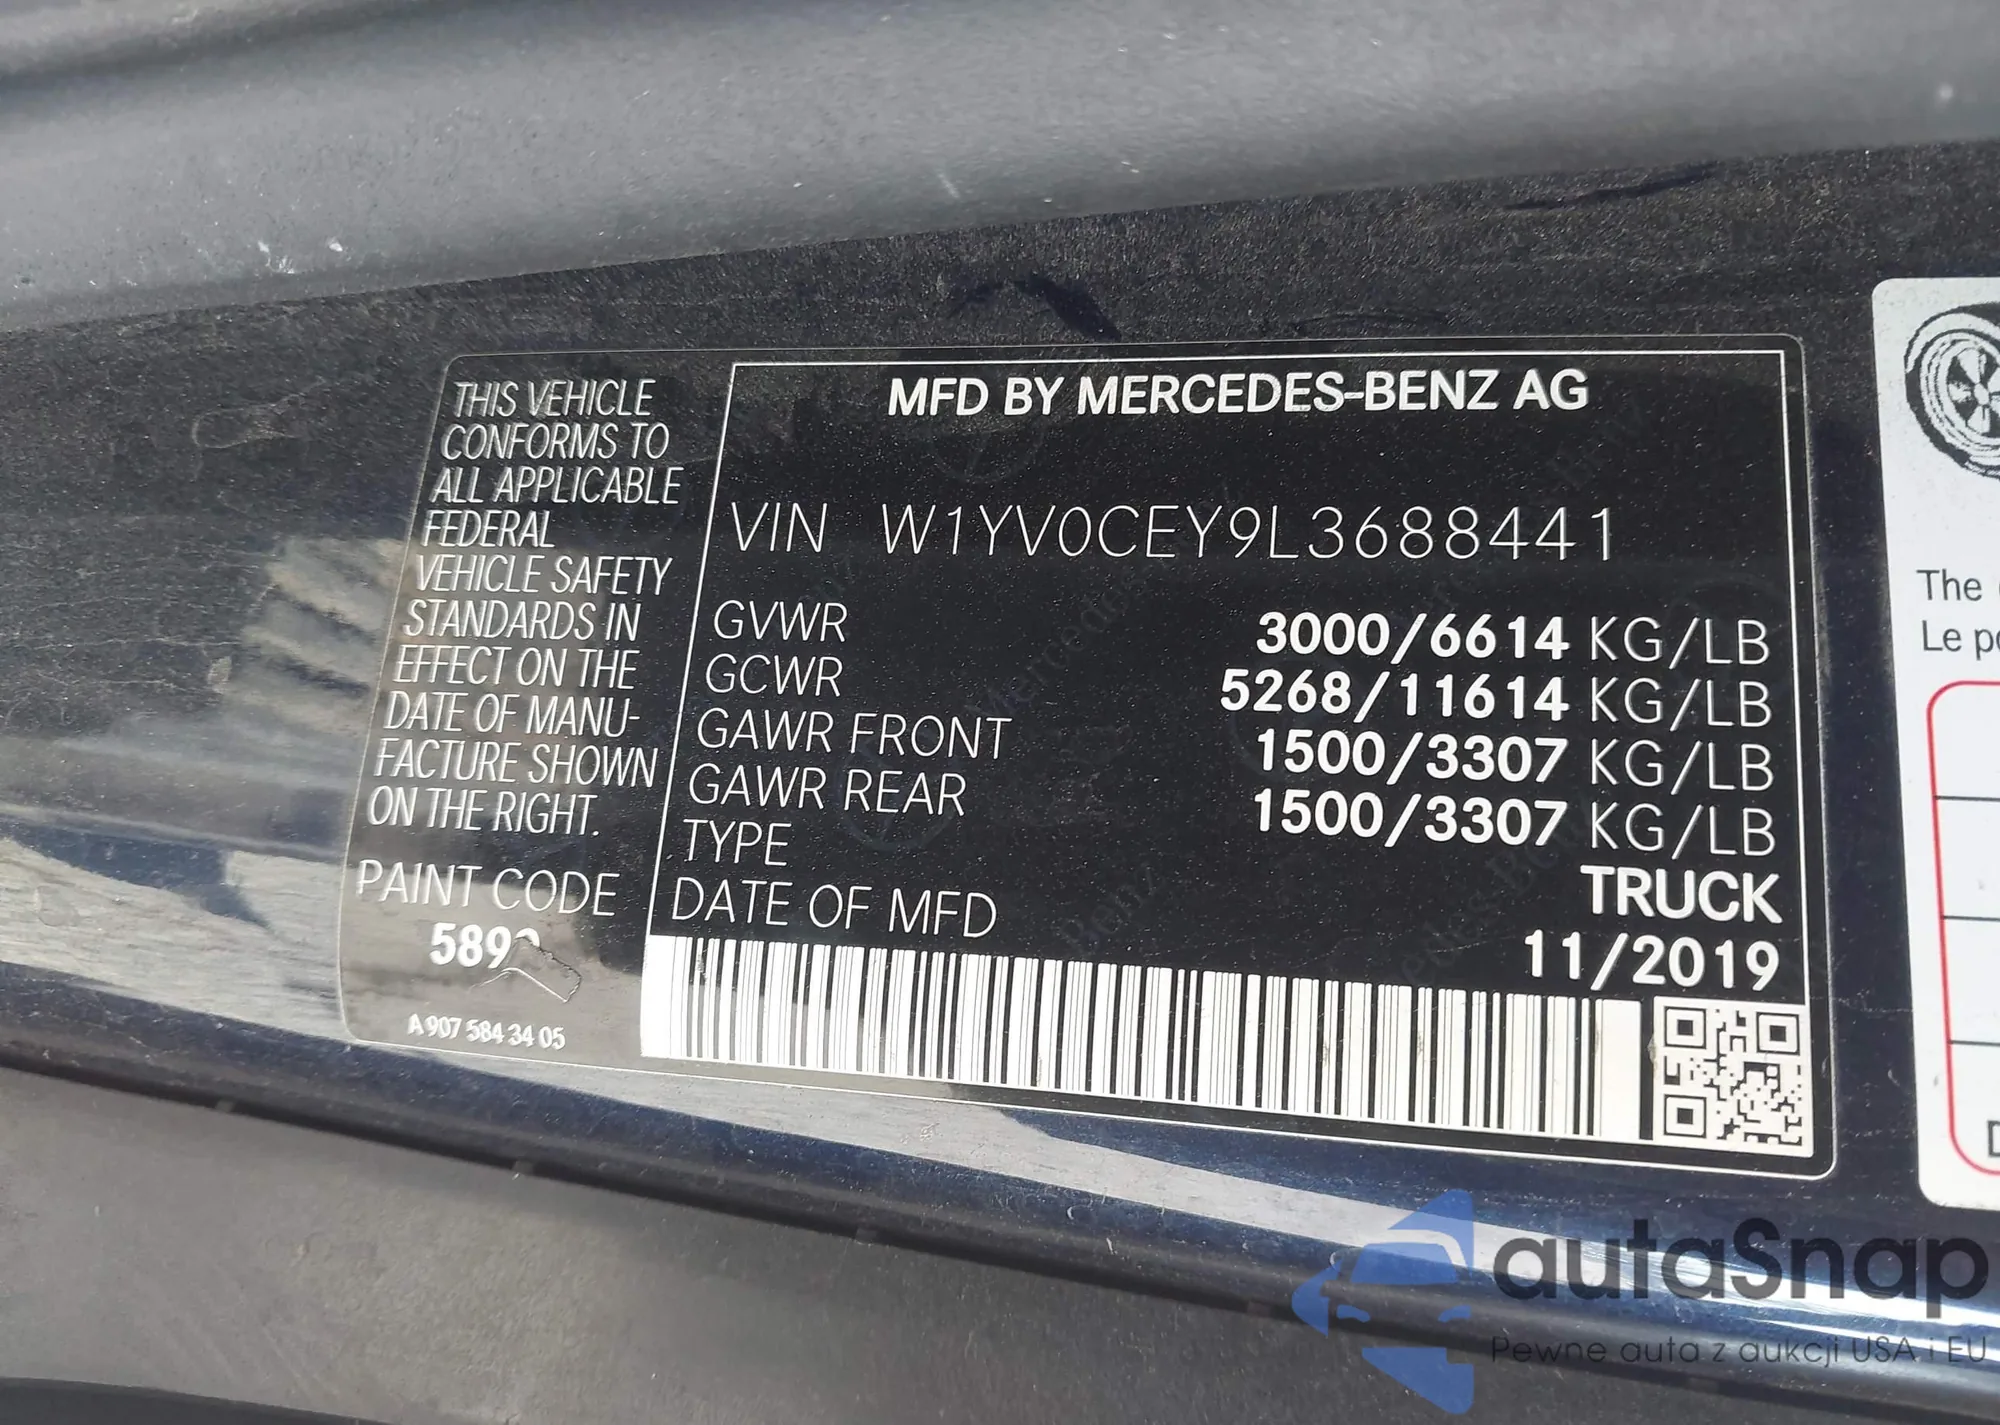 THIS VEHICLE
CONFORMS TO
ALL APPLICABLE
FEDERAL
VEHICLE SAFETY
STANDARDS IN
EFFECT ON THE
DATE OF MANU-
FACTURE SHOWN
ON THE RIGHT.
PAINT CODE
A 907 584 34 05
MFD BY MERCEDES-BENZ AG
VIN W1YV0CEY9L3688441
GVWR 3000/6614 KG/LB
GCWR 5268/11614 KG/LB
GAWR FRONT 1500/3307 KG/LB
GAWR REAR 1500/3307 KG/LB
TYPE TRUCK
DATE OF MFD 11/2019
The
Le
autaSnap
Pewne auta z aukcji USA i EU